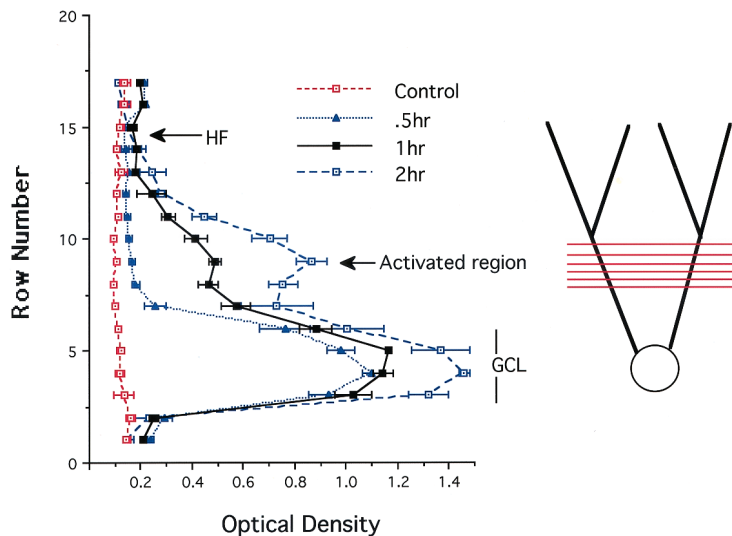 20
15
10
5
0
Row Number
0.2
0.4
0.6
0.8
1.0
1.2
1.4
Optical Density
Control
.5hr
1hr
2hr
HF
Activated region
GCL